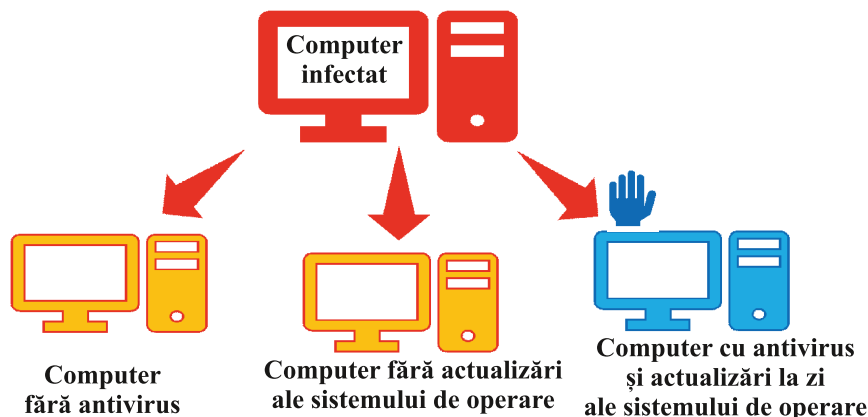 Computer
infectat
Computer
fără antivirus
Computer fără actualizări
ale sistemului de operare
Computer cu antivirus
și actualizări la zi
ale sistemului de operare